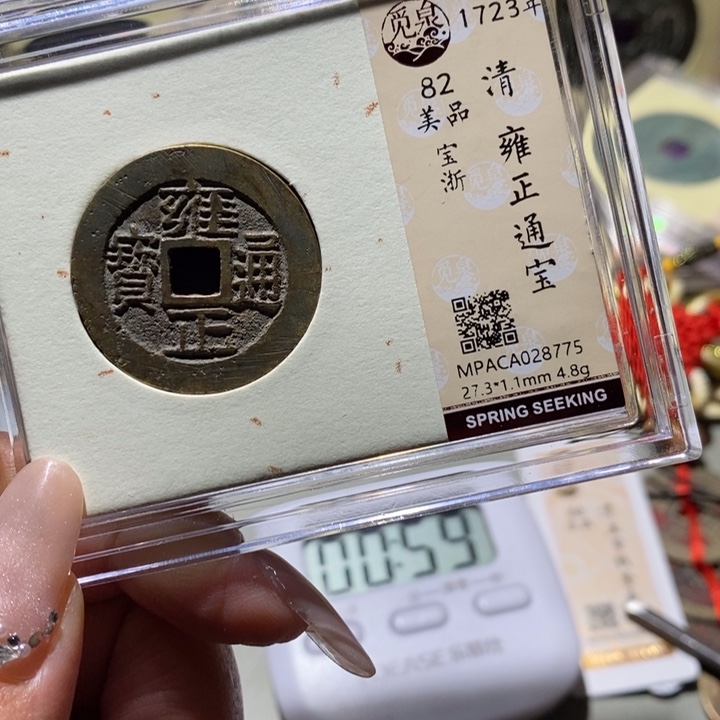 觅泉
1723年
清 雍正通宝
82
美品
宝浙
MPACA028775
27.3*1.1mm 4.8g
SPRING SEEKING
雍正通寶
00:59